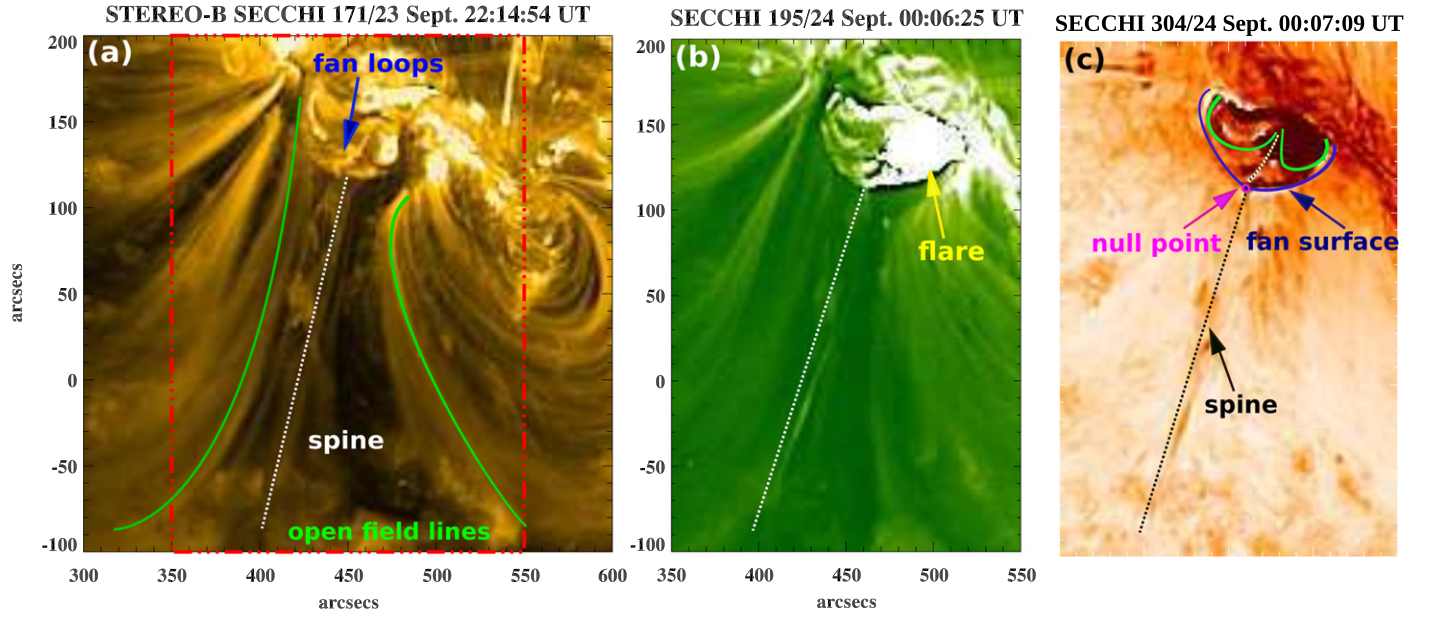 STEREO-B SECCHI 171/23 Sept. 22:14:54 UT
(a)
fan loops
spine
open field lines
200
150
100
50
0
-50
-100
arcsecs
300 350 400 450 500 550 600
arcsecs
SECCHI 195/24 Sept. 00:06:25 UT
(b)
flare
200
150
100
50
0
-50
-100
350 400 450 500 550
arcsecs
SECCHI 304/24 Sept. 00:07:09 UT
(c)
null point
fan surface
spine